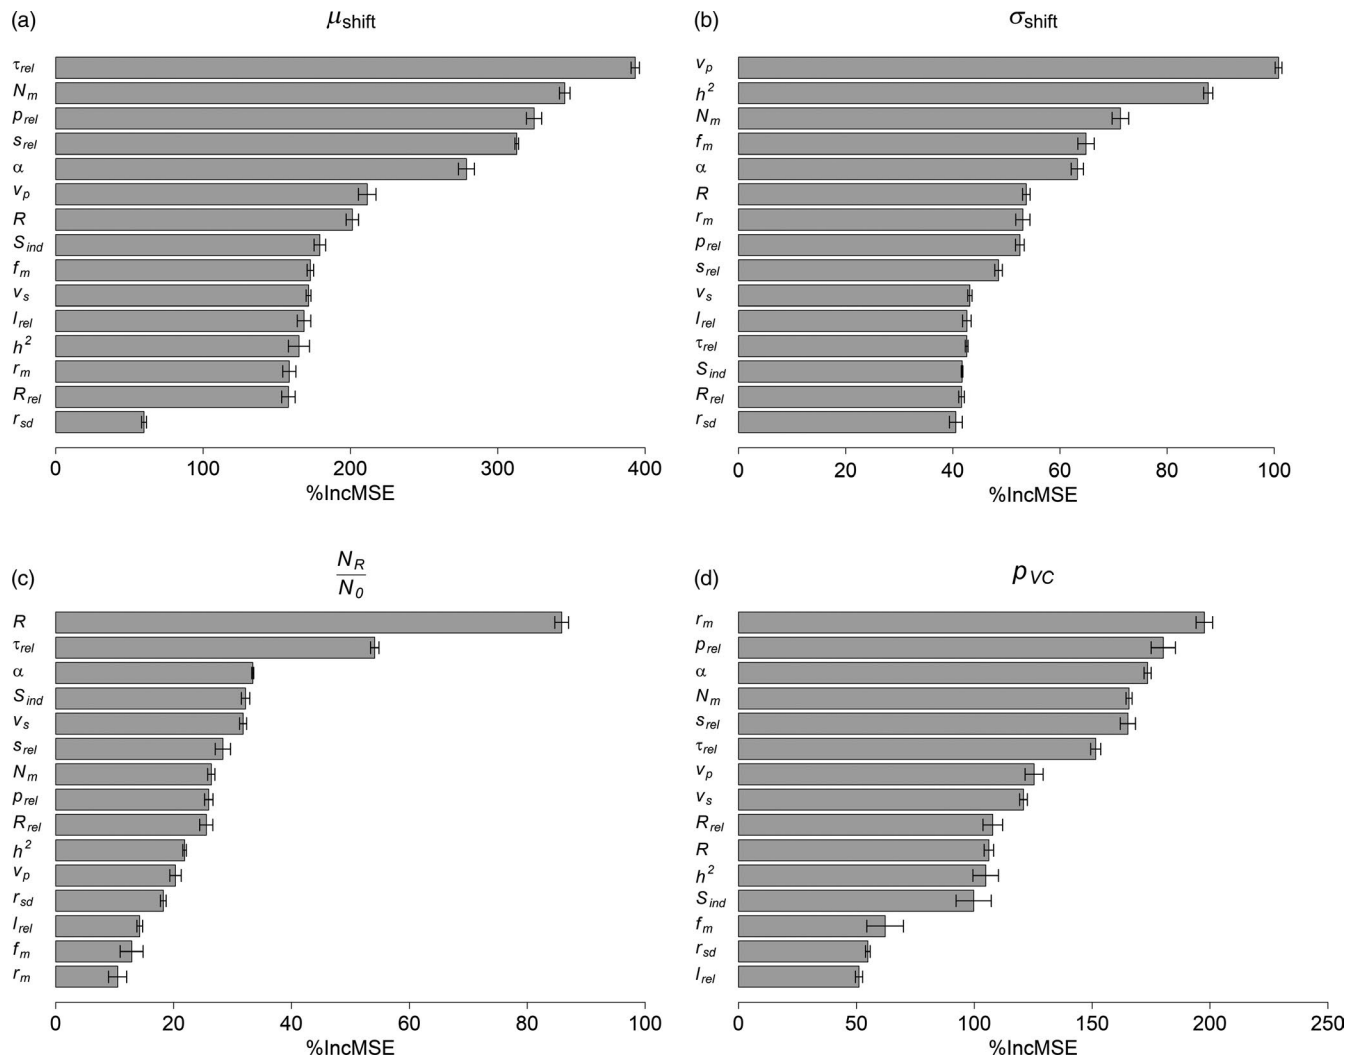 (a) μshift
τrel
Nm
prel
srel
α
vp
R
Sind
fm
vs
lrel
h²
rm
Rrel
rsd
0 100 200 300 400
%IncMSE
(b) σshift
vp
h²
Nm
fm
α
R
rm
prel
srel
vs
lrel
τrel
Sind
Rrel
rsd
0 20 40 60 80 100
%IncMSE
(c) NR
N0
R
τrel
α
Sind
vs
srel
Nm
prel
Rrel
h²
vp
rsd
lrel
fm
rm
0 20 40 60 80 100
%IncMSE
(d) pVC
rm
prel
α
Nm
srel
τrel
vp
vs
Rrel
R
h²
Sind
fm
rsd
lrel
0 50 100 150 200 250
%IncMSE